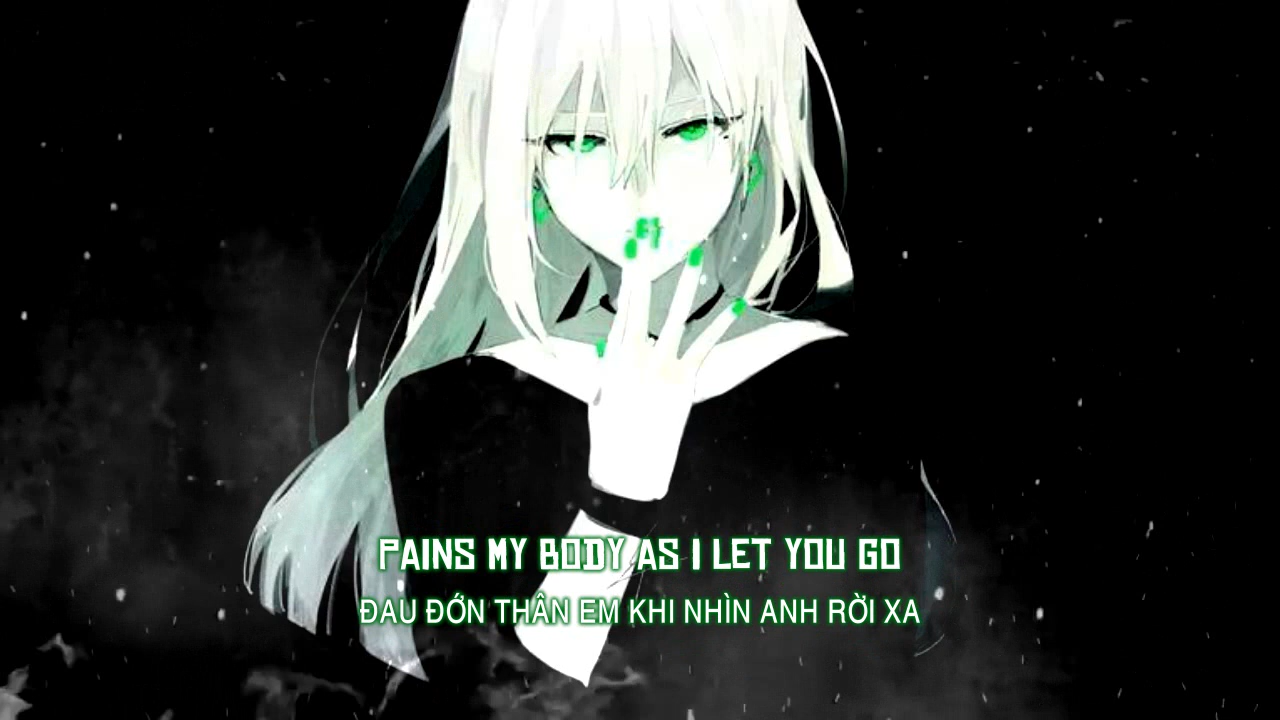 PAINS MY BODY AS I LET YOU GO
ĐAU ĐỚN THÂN EM KHI NHÌN ANH RỜI XA